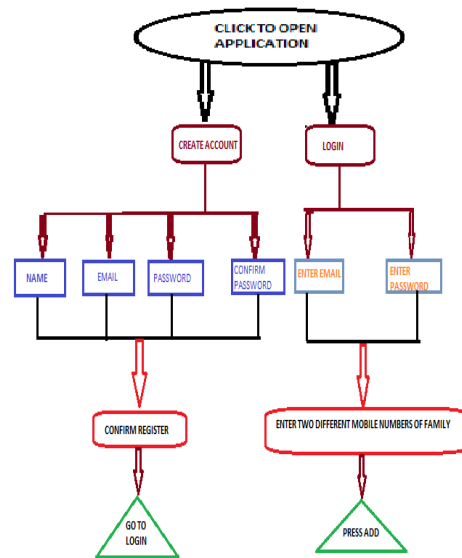 CLICK TO OPEN
APPLICATION
CREATE ACCOUNT
LOGIN
NAME
EMAIL
PASSWORD
CONFIRM
PASSWORD
ENTER EMAIL
ENTER
PASSWORD
CONFIRM REGISTER
ENTER TWO DIFFERENT MOBILE NUMBERS OF FAMILY
GO TO
LOGIN
PRESS ADD